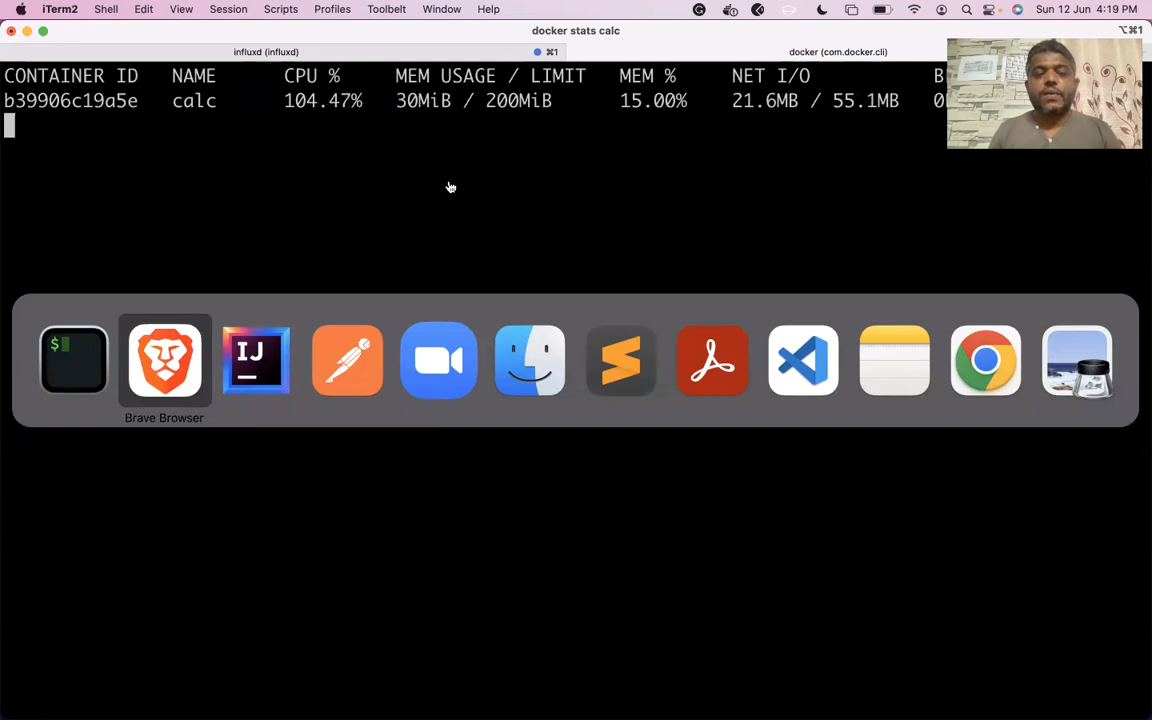 iTerm2 Shell Edit View Session Scripts Profiles Toolbelt Window Help Sun 12 Jun 4:19 PM
docker stats calc ⌥⌘1
influxd (influxd) ⌘1 docker (com.docker.cli)
CONTAINER ID NAME CPU % MEM USAGE / LIMIT MEM % NET I/O B
b39906c19a5e calc 104.47% 30MiB / 200MiB 15.00% 21.6MB / 55.1MB 0
$ IJ
Brave Browser